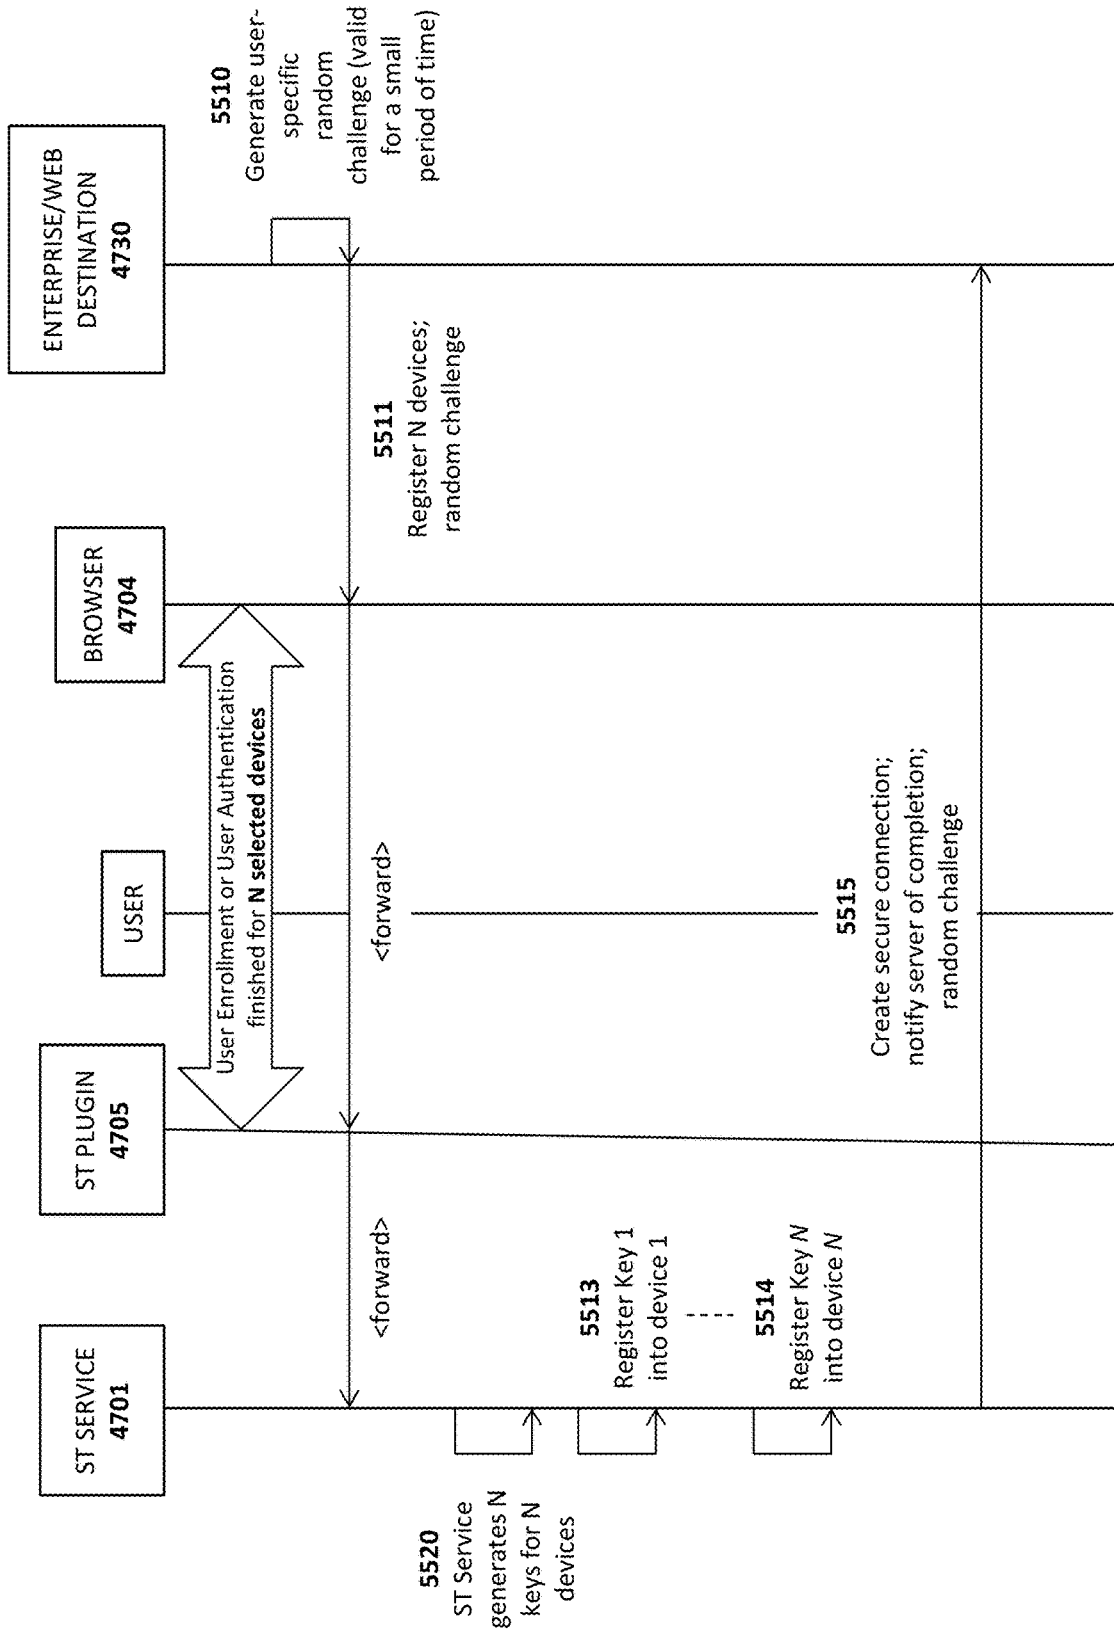 ST SERVICE
4701
ST PLUGIN
4705
USER
BROWSER
4704
ENTERPRISE/WEB
DESTINATION
4730
User Enrollment or User Authentication
finished for N selected devices
5510
Generate user-
specific
random
challenge (valid
for a small
period of time)
5511
Register N devices;
random challenge
<forward>
<forward>
5520
ST Service
generates N
keys for N
devices
5513
Register Key 1
into device 1
5514
Register Key N
into device N
5515
Create secure connection;
notify server of completion;
random challenge